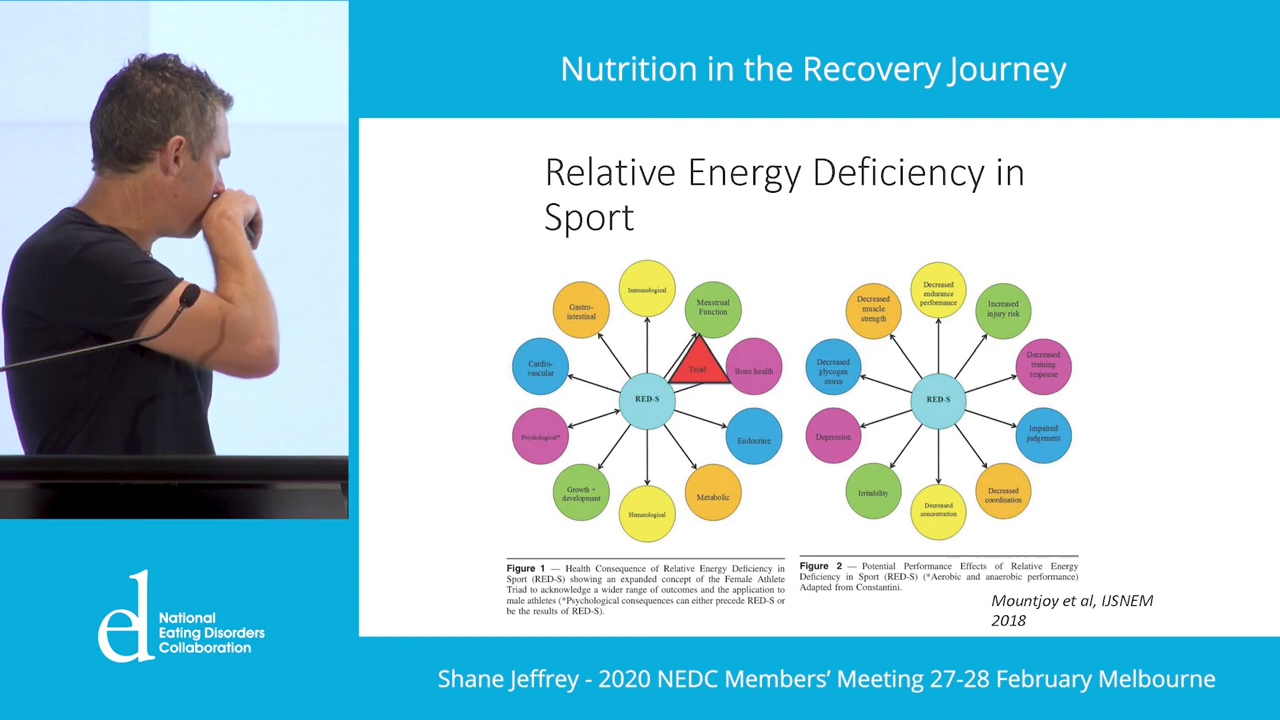 Nutrition in the Recovery Journey
Relative Energy Deficiency in
Sport
Immunological
Menstrual
Function
Bone health
Triad
Endocrine
Metabolic
Hematological
Growth +
development
Psychological*
Cardio-
vascular
Gastro-
intestinal
RED-S
Decreased
endurance
performance
Increased
injury risk
Decreased
training
response
Impaired
judgement
Decreased
coordination
Decreased
concentration
Irritability
Depression
Decreased
glycogen
stores
Decreased
muscle
strength
RED-S
Figure 1 — Health Consequence of Relative Energy Deficiency in
Sport (RED-S) showing an expanded concept of the Female Athlete
Triad to acknowledge a wider range of outcomes and the application to
male athletes (*Psychological consequences can either precede RED-S or
be the results of RED-S).
Figure 2 — Potential Performance Effects of Relative Energy
Deficiency in Sport (RED-S) (*Aerobic and anaerobic performance)
Adapted from Constantini.
Mountjoy et al, IJSNEM
2018
d
National
Eating Disorders
Collaboration
Shane Jeffrey - 2020 NEDC Members’ Meeting 27-28 February Melbourne